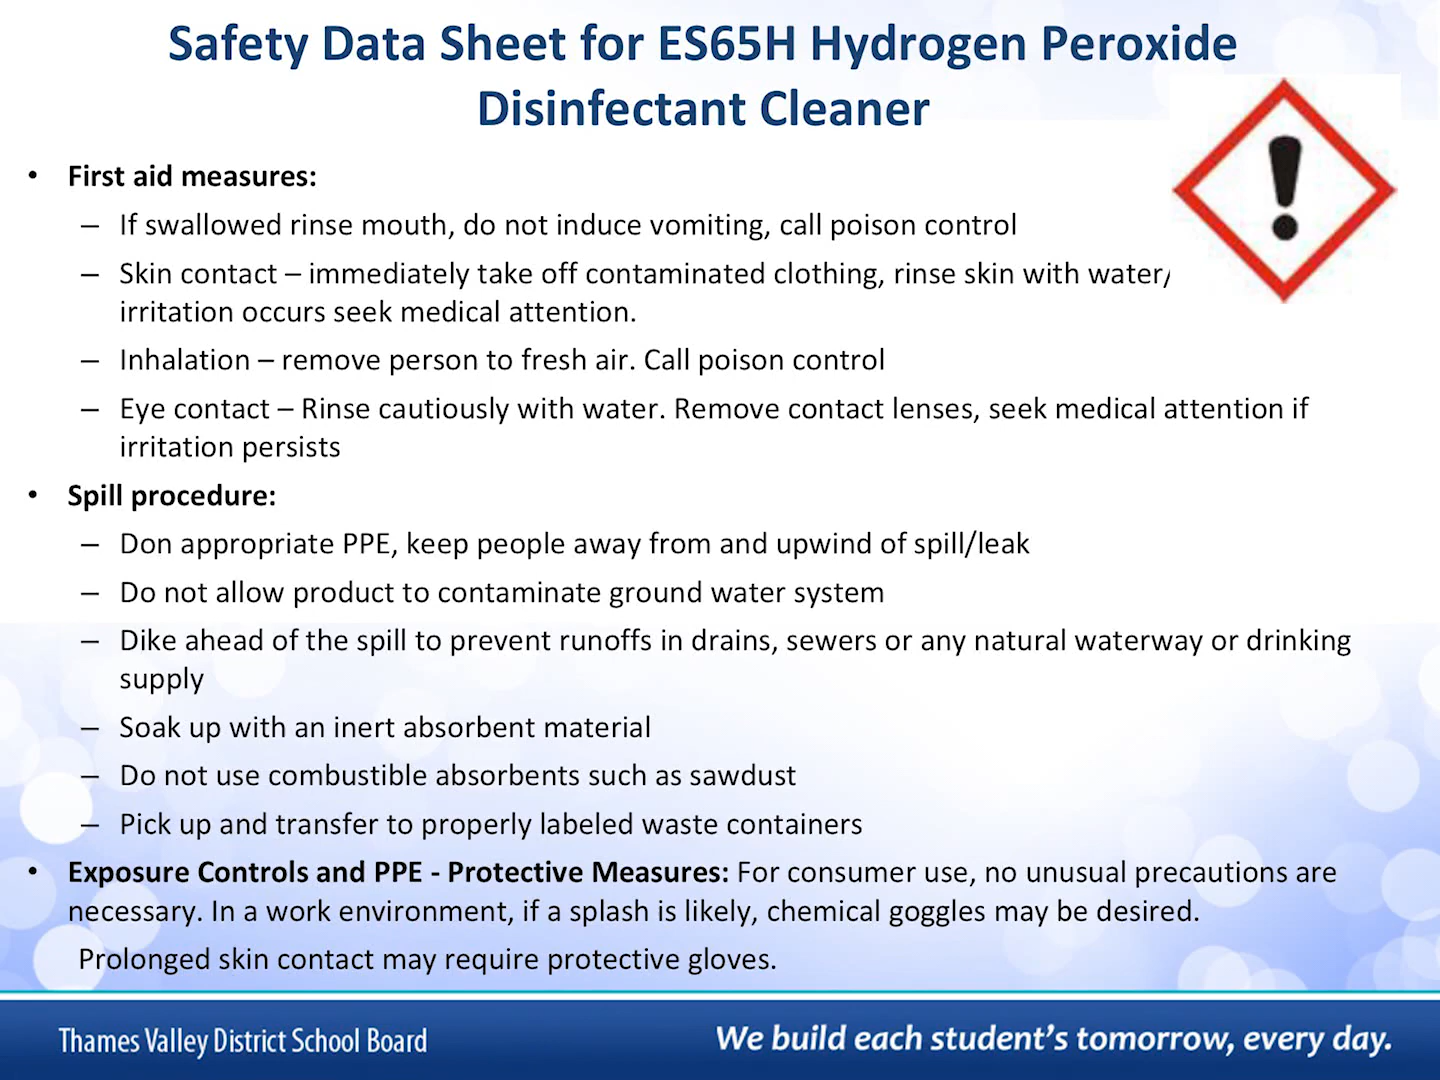 Safety Data Sheet for ES65H Hydrogen Peroxide
Disinfectant Cleaner
• First aid measures:
– If swallowed rinse mouth, do not induce vomiting, call poison control
– Skin contact – immediately take off contaminated clothing, rinse skin with water/
irritation occurs seek medical attention.
– Inhalation – remove person to fresh air. Call poison control
– Eye contact – Rinse cautiously with water. Remove contact lenses, seek medical attention if
irritation persists
• Spill procedure:
– Don appropriate PPE, keep people away from and upwind of spill/leak
– Do not allow product to contaminate ground water system
– Dike ahead of the spill to prevent runoffs in drains, sewers or any natural waterway or drinking
supply
– Soak up with an inert absorbent material
– Do not use combustible absorbents such as sawdust
– Pick up and transfer to properly labeled waste containers
• Exposure Controls and PPE - Protective Measures: For consumer use, no unusual precautions are
necessary. In a work environment, if a splash is likely, chemical goggles may be desired.
Prolonged skin contact may require protective gloves.
Thames Valley District School Board
We build each student's tomorrow, every day.